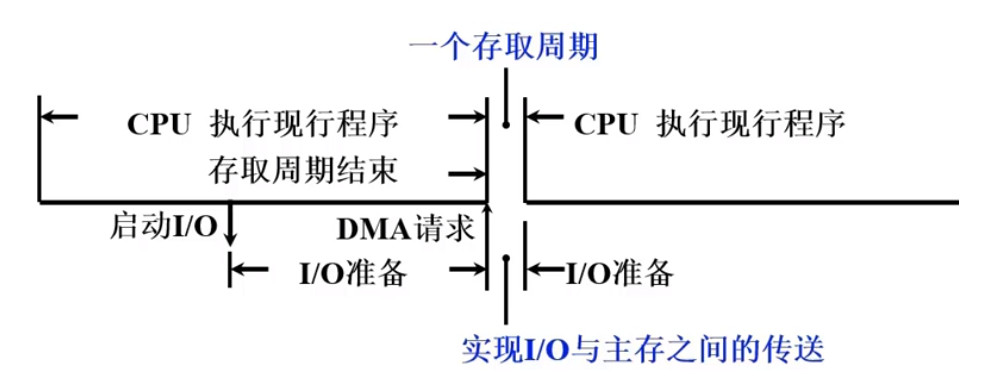 一个存取周期
CPU 执行现行程序
CPU 执行现行程序
存取周期结束
启动I/O
DMA请求
I/O准备
I/O准备
实现I/O与主存之间的传送